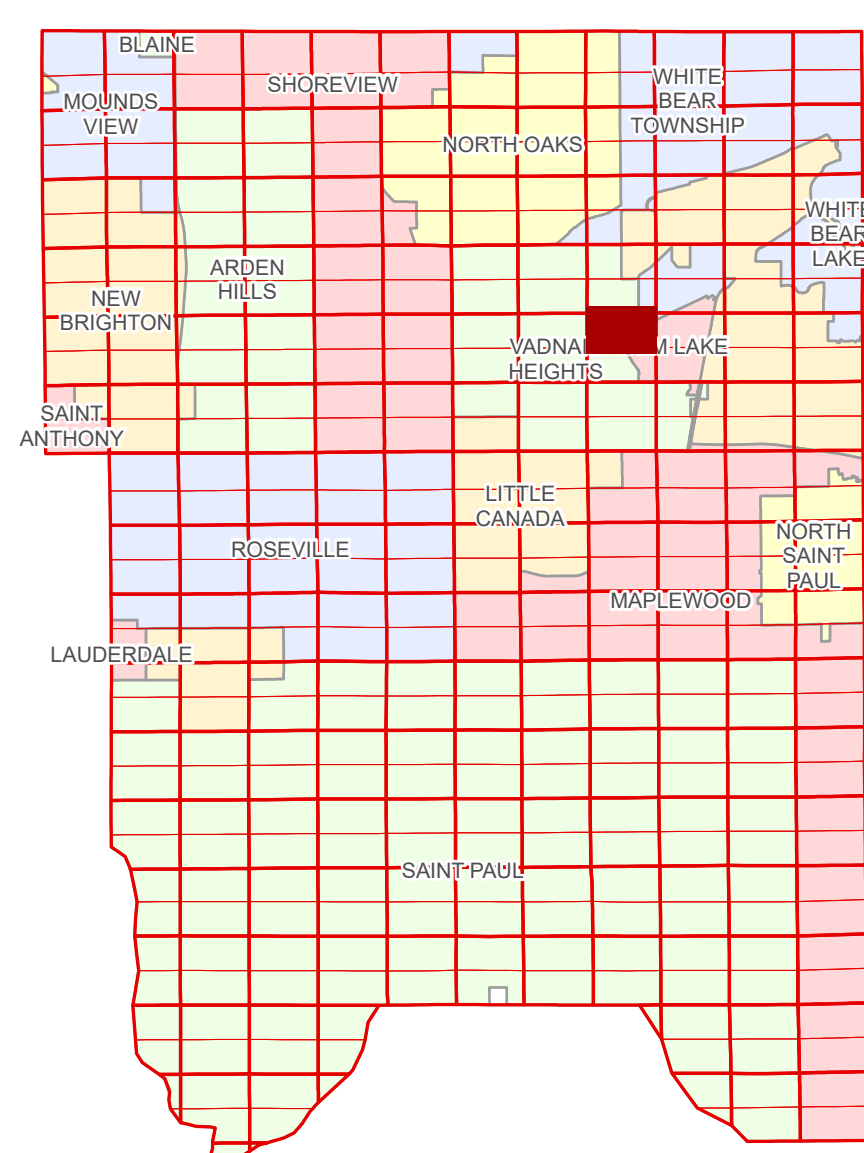 BLAINE
SHOREVIEW
WHITE
BEAR
TOWNSHIP
MOUNDS
VIEW
NORTH OAKS
WHITE
BEAR
LAKE
ARDEN
HILLS
NEW
BRIGHTON
VADNAI
HEIGHTS
M LAKE
SAINT
ANTHONY
LITTLE
CANADA
NORTH
SAINT
PAUL
ROSEVILLE
MAPLEWOOD
LAUDERDALE
SAINT PAUL